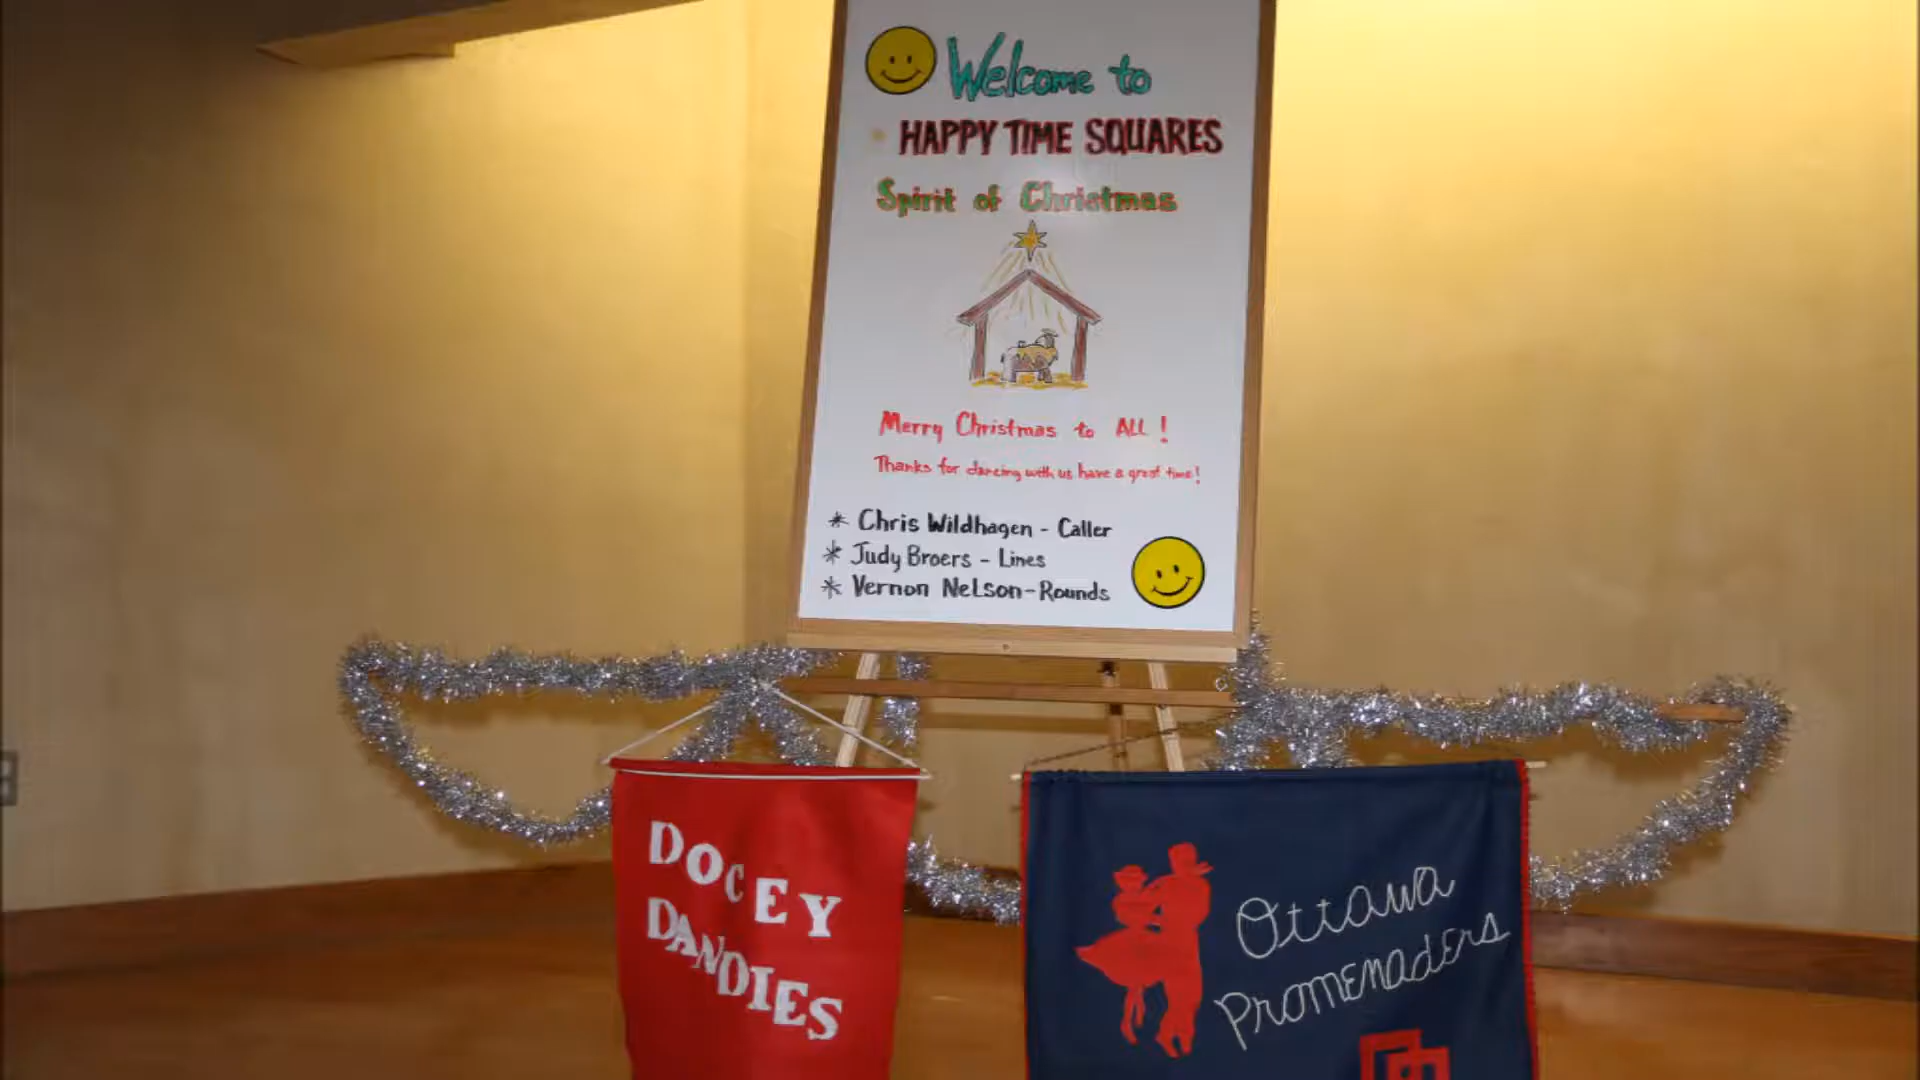 Welcome to
HAPPY TIME SQUARES
Spirit of Christmas
Merry Christmas to ALL!
Thanks for dancing with us have a great time!
* Chris Wildhagen - Caller
* Judy Broers - Lines
* Vernon Nelson - Rounds
DOCEY
DANDIES
Ottawa
Promenaders